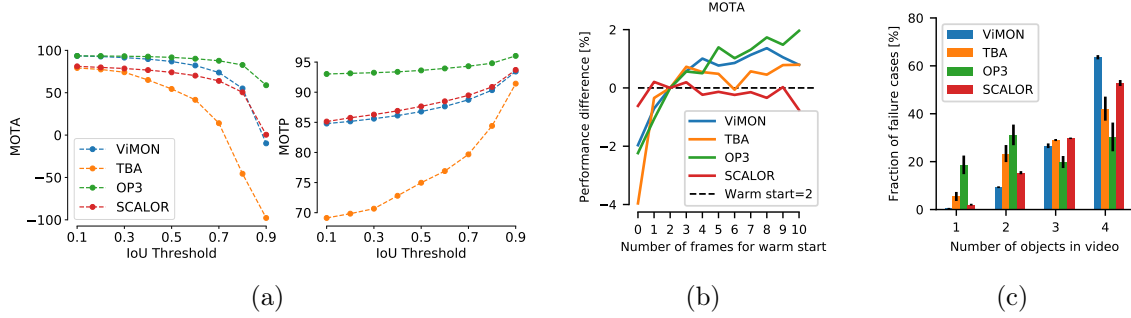 100
50
0
−50
−100
MOTA
0.1 0.3 0.5 0.7 0.9
IoU Threshold
ViMON
TBA
OP3
SCALOR
95
90
85
80
75
70
MOTP
0.1 0.3 0.5 0.7 0.9
IoU Threshold
(a)
MOTA
Performance difference [%]
2
0
−2
−4
ViMON
TBA
OP3
SCALOR
Warm start=2
0 1 2 3 4 5 6 7 8 9 10
Number of frames for warm start
(b)
Fraction of failure cases [%]
80
60
40
20
0
ViMON
TBA
OP3
SCALOR
1 2 3 4
Number of objects in video
(c)